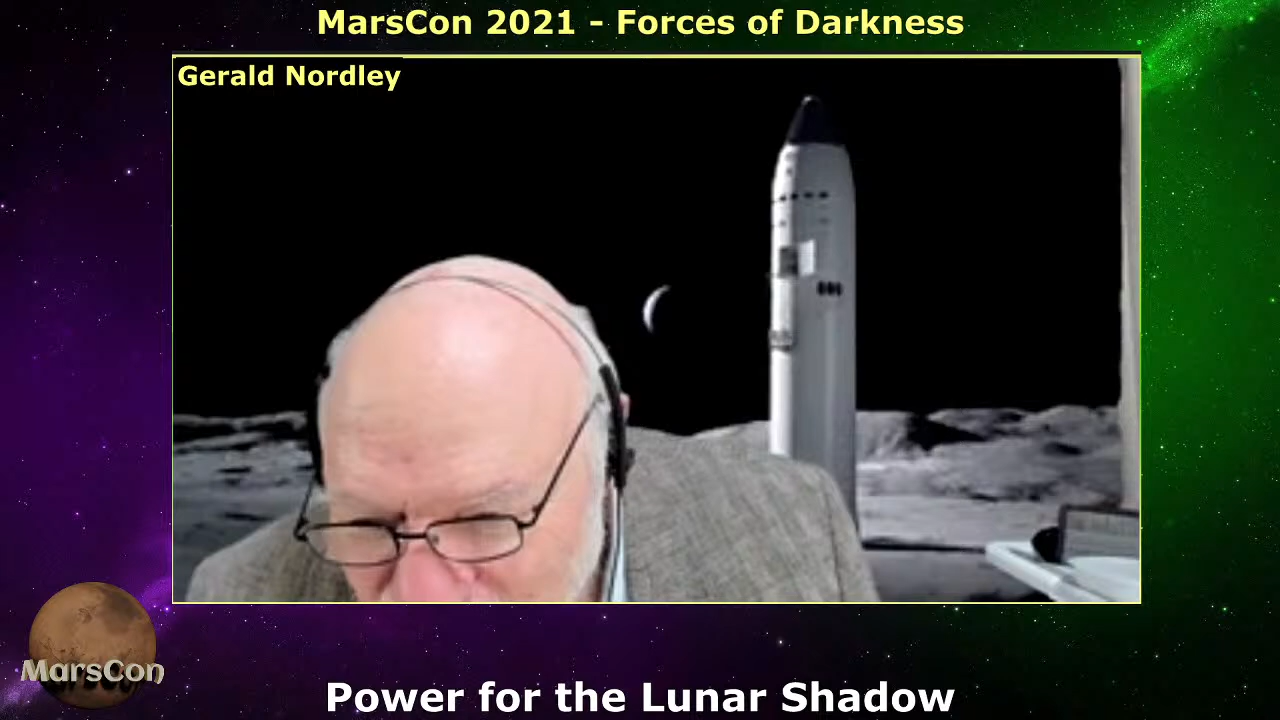 MarsCon 2021 - Forces of Darkness
Gerald Nordley
MarsCon
Power for the Lunar Shadow